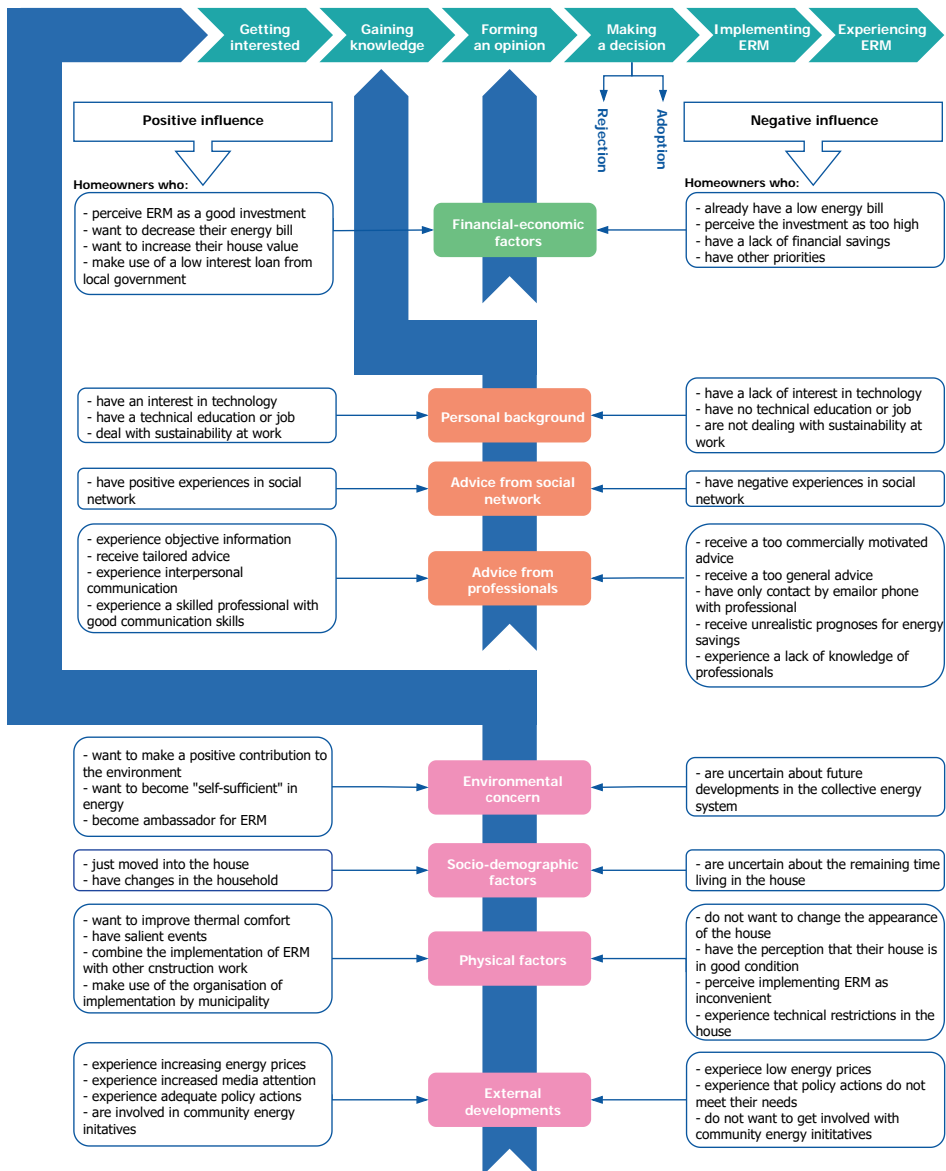 Getting
interested
Gaining
knowledge
Forming
an opinion
Making
a decision
Implementing
ERM
Experiencing
ERM
Rejection
Adoption
Positive influence
Negative influence
Homeowners who:
- perceive ERM as a good investment
- want to decrease their energy bill
- want to increase their house value
- make use of a low interest loan from
local government
Financial-economic
factors
Homeowners who:
- already have a low energy bill
- perceive the investment as too high
- have a lack of financial savings
- have other priorities
- have an interest in technology
- have a technical education or job
- deal with sustainability at work
Personal background
- have a lack of interest in technology
- have no technical education or job
- are not dealing with sustainability at
work
- have positive experiences in social
network
Advice from social
network
- have negative experiences in social
network
- experience objective information
- receive tailored advice
- experience interpersonal
communication
- experience a skilled professional with
good communication skills
Advice from
professionals
- receive a too commercially motivated
advice
- receive a too general advice
- have only contact by emailor phone
with professional
- receive unrealistic prognoses for energy
savings
- experience a lack of knowledge of
professionals
- want to make a positive contribution to
the environment
- want to become "self-sufficient" in
energy
- become ambassador for ERM
Environmental
concern
- are uncertain about future
developments in the collective energy
system
- just moved into the house
- have changes in the household
Socio-demographic
factors
- are uncertain about the remaining time
living in the house
- want to improve thermal comfort
- have salient events
- combine the implementation of ERM
with other cnstruction work
- make use of the organisation of
implementation by municipality
Physical factors
- do not want to change the appearance
of the house
- have the perception that their house is
in good condition
- perceive implementing ERM as
inconvenient
- experience technical restrictions in the
house
- experience increasing energy prices
- experience increased media attention
- experience adequate policy actions
- are involved in community energy
initatives
External
developments
- experiece low energy prices
- experience that policy actions do not
meet their needs
- do not want to get involved with
community energy inititatives